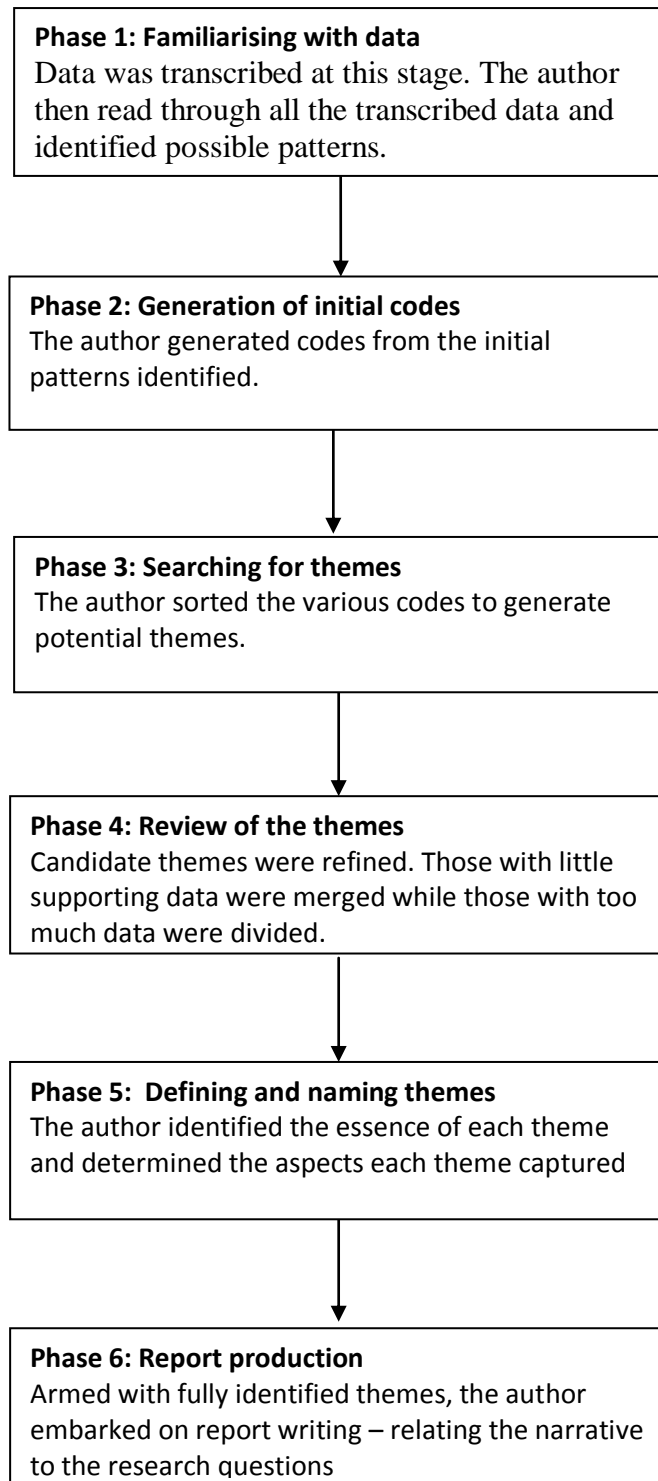 Phase 1: Familiarising with data
Data was transcribed at this stage. The author
then read through all the transcribed data and
identified possible patterns.
Phase 2: Generation of initial codes
The author generated codes from the initial
patterns identified.
Phase 3: Searching for themes
The author sorted the various codes to generate
potential themes.
Phase 4: Review of the themes
Candidate themes were refined. Those with little
supporting data were merged while those with too
much data were divided.
Phase 5:  Defining and naming themes
The author identified the essence of each theme
and determined the aspects each theme captured
Phase 6: Report production
Armed with fully identified themes, the author
embarked on report writing – relating the narrative
to the research questions